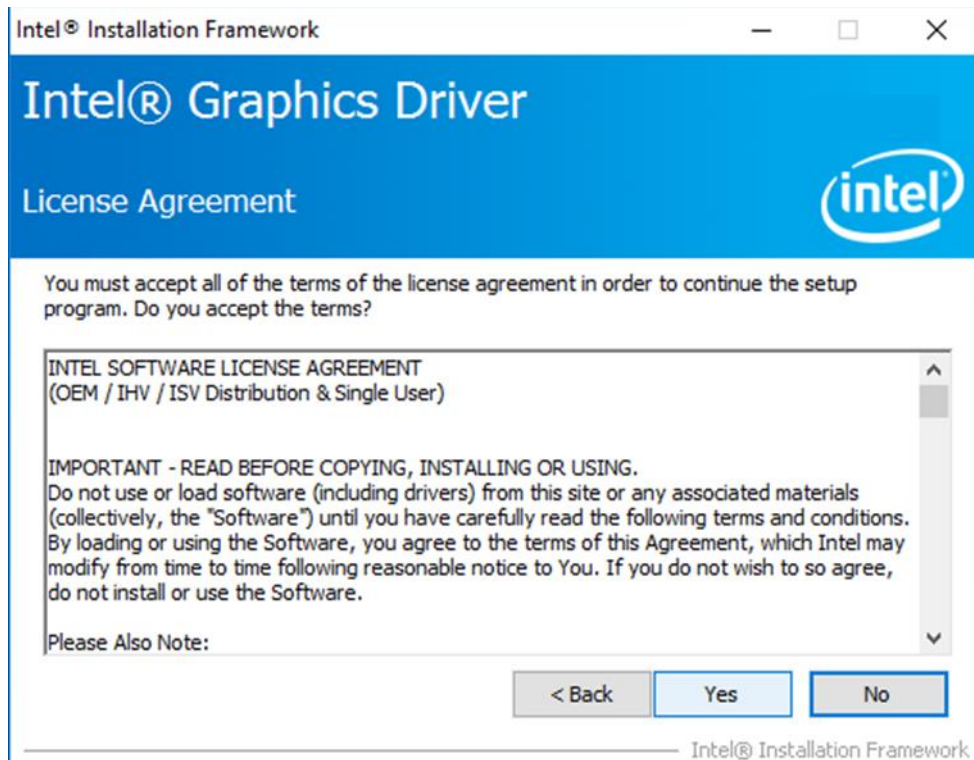 Intel® Installation Framework
Intel® Graphics Driver
License Agreement
intel®
You must accept all of the terms of the license agreement in order to continue the setup
program. Do you accept the terms?
INTEL SOFTWARE LICENSE AGREEMENT
(OEM / IHV / ISV Distribution & Single User)
IMPORTANT - READ BEFORE COPYING, INSTALLING OR USING.
Do not use or load software (including drivers) from this site or any associated materials
(collectively, the "Software") until you have carefully read the following terms and conditions.
By loading or using the Software, you agree to the terms of this Agreement, which Intel may
modify from time to time following reasonable notice to You. If you do not wish to so agree,
do not install or use the Software.
Please Also Note:
< Back Yes No
Intel® Installation Framework